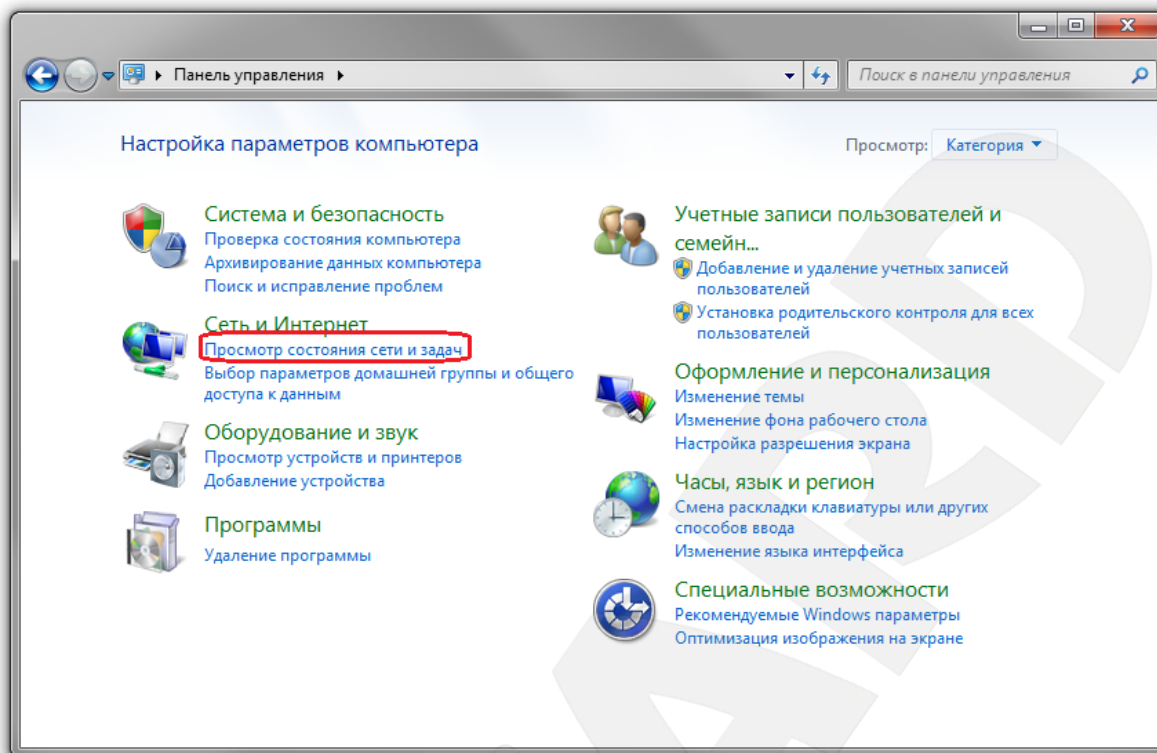 Панель управления
Поиск в панели управления
Настройка параметров компьютера
Просмотр: Категория
Система и безопасность
Проверка состояния компьютера
Архивирование данных компьютера
Поиск и исправление проблем
Сеть и Интернет
Просмотр состояния сети и задач
Выбор параметров домашней группы и общего
доступа к данным
Оборудование и звук
Просмотр устройств и принтеров
Добавление устройства
Программы
Удаление программы
Учетные записи пользователей и
семейн...
Добавление и удаление учетных записей
пользователей
Установка родительского контроля для всех
пользователей
Оформление и персонализация
Изменение темы
Изменение фона рабочего стола
Настройка разрешения экрана
Часы, язык и регион
Смена раскладки клавиатуры или других
способов ввода
Изменение языка интерфейса
Специальные возможности
Рекомендуемые Windows параметры
Оптимизация изображения на экране